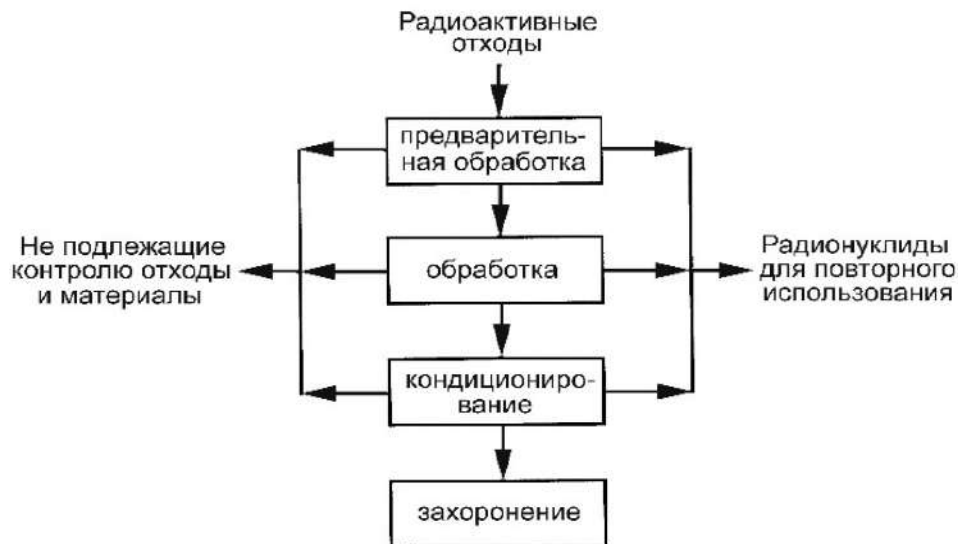 Радиоактивные
отходы
предваритель-
ная обработка
Не подлежащие
контролю отходы
и материалы
обработка
Радионуклиды
для повторного
использования
кондициониро-
вание
захоронение